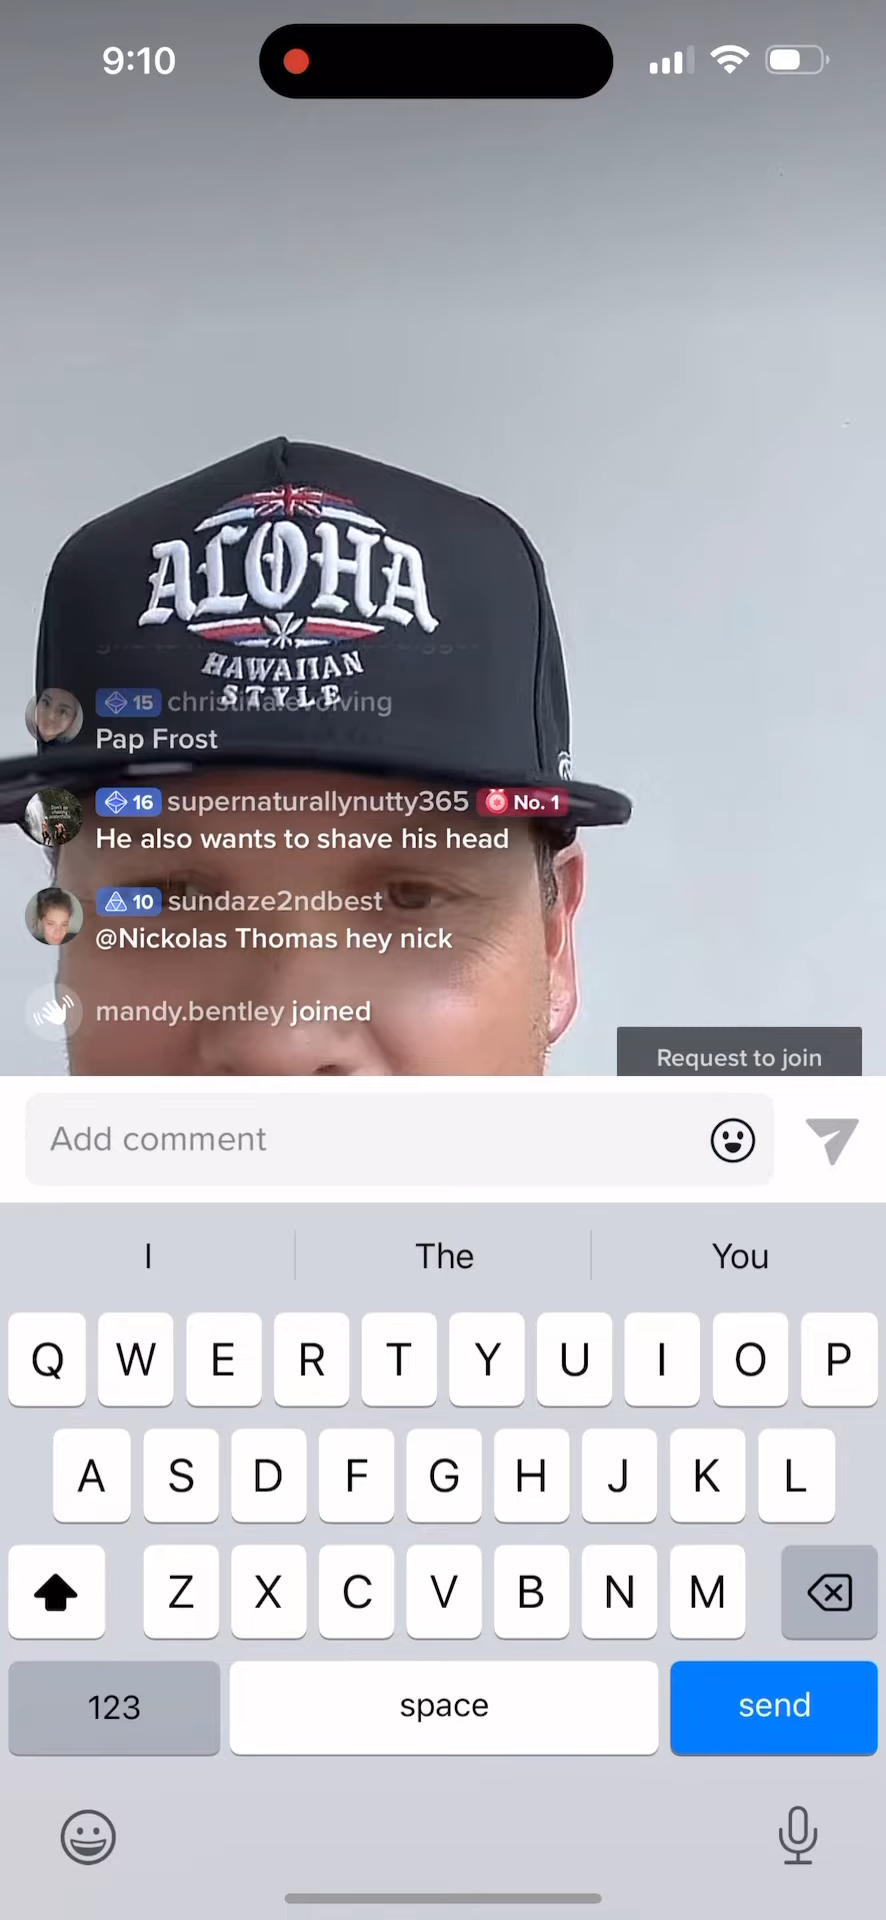 9:10
ALOHA
HAWAIIAN
STYLE
15 christina.evolving
Pap Frost
16 supernaturallynutty365 No. 1
He also wants to shave his head
10 sundaze2ndbest
@Nickolas Thomas hey nick
mandy.bentley joined
Request to join
Add comment
I The You
Q W E R T Y U I O P
A S D F G H J K L
Z X C V B N M
123 space send